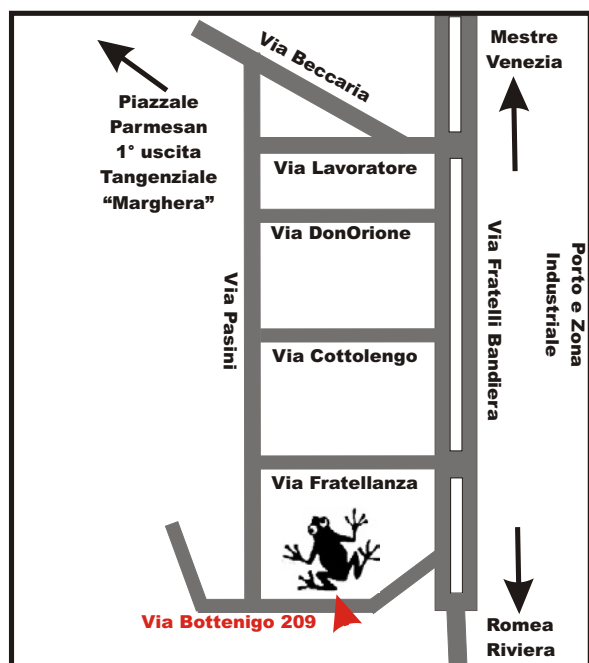 Mestre
Venezia
Via Beccaria
Piazzale
Parmesan
1° uscita
Tangenziale
“Marghera”
Via Lavoratore
Via DonOrione
Via Pasini
Via Fratelli Bandiera
Porto e Zona
Industriale
Via Cottolengo
Via Fratellanza
Via Bottenigo 209
Romea
Riviera